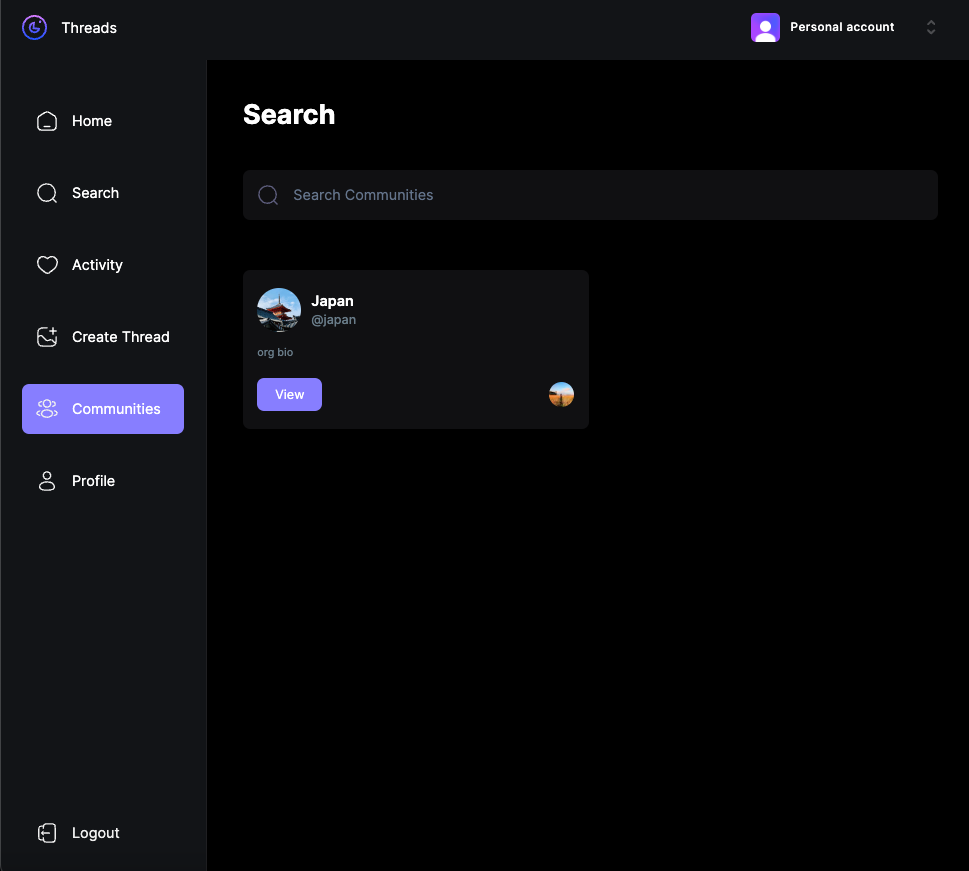 Threads
Personal account
Home
Search
Activity
Create Thread
Communities
Profile
Logout
Search
Search Communities
Japan
@japan
org bio
View